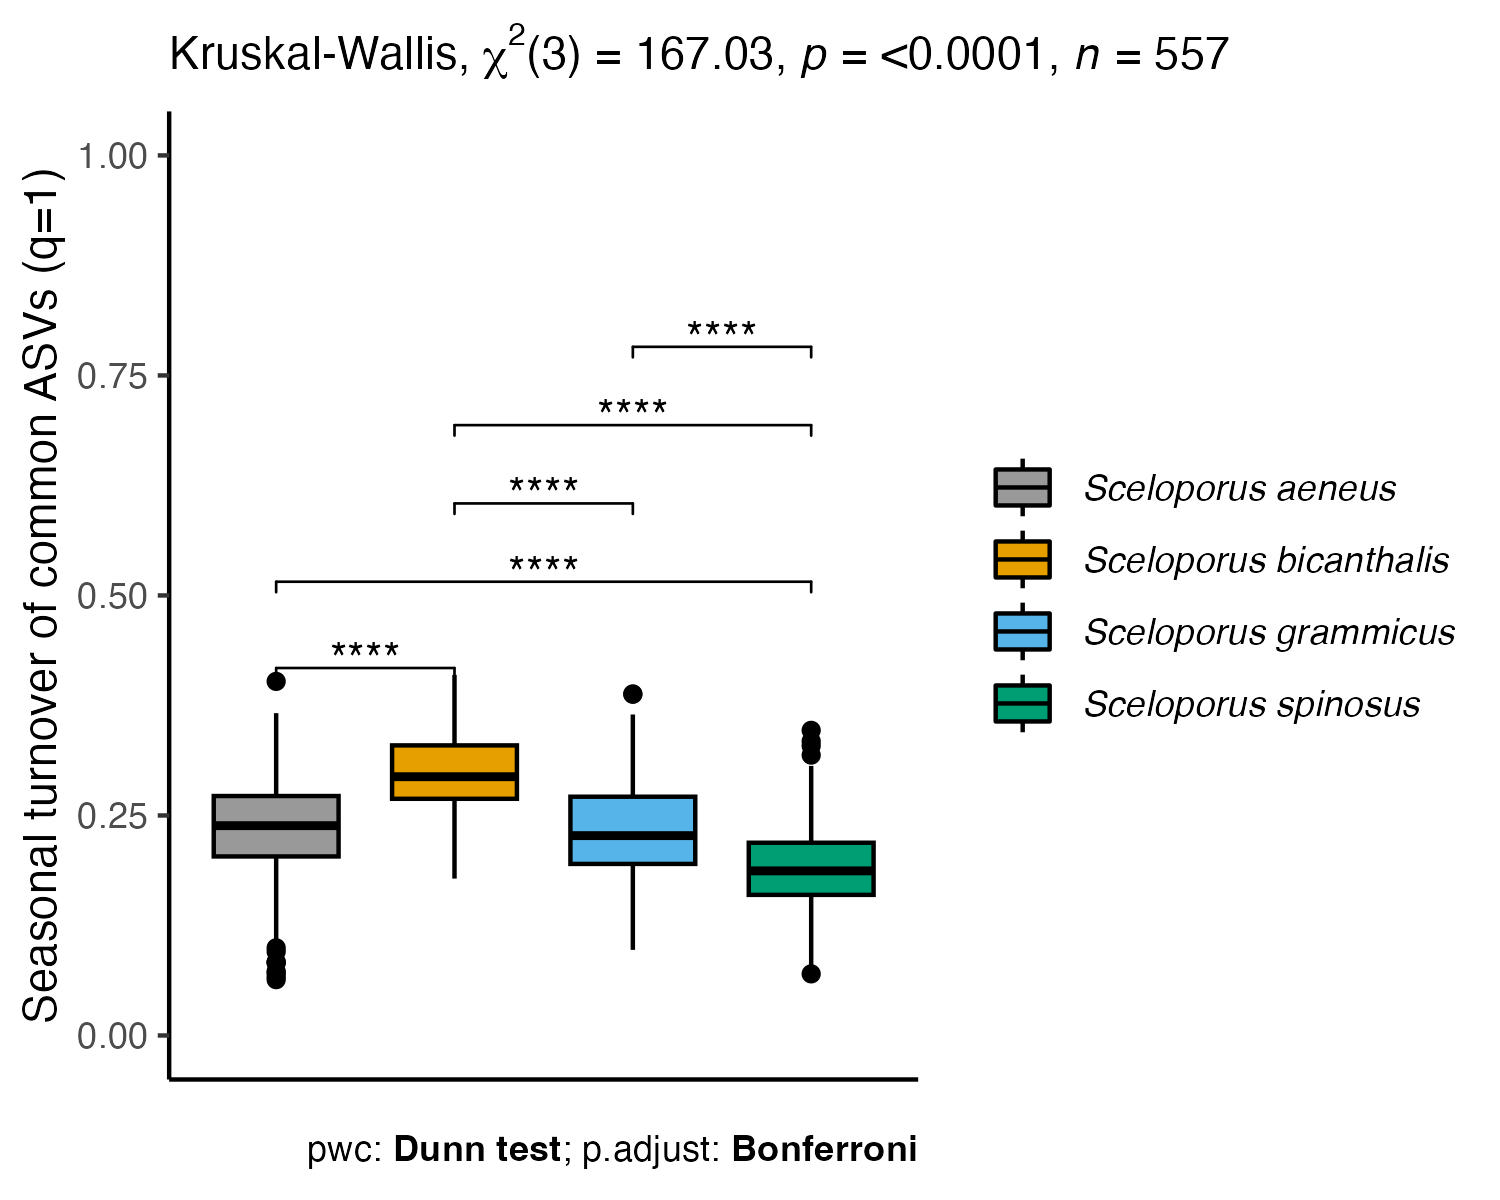 Kruskal-Wallis, χ²(3) = 167.03, p = <0.0001, n = 557
Seasonal turnover of common ASVs (q=1)
1.00
0.75
0.50
0.25
0.00
****
****
****
****
****
Sceloporus aeneus
Sceloporus bicanthalis
Sceloporus grammicus
Sceloporus spinosus
pwc: Dunn test; p.adjust: Bonferroni